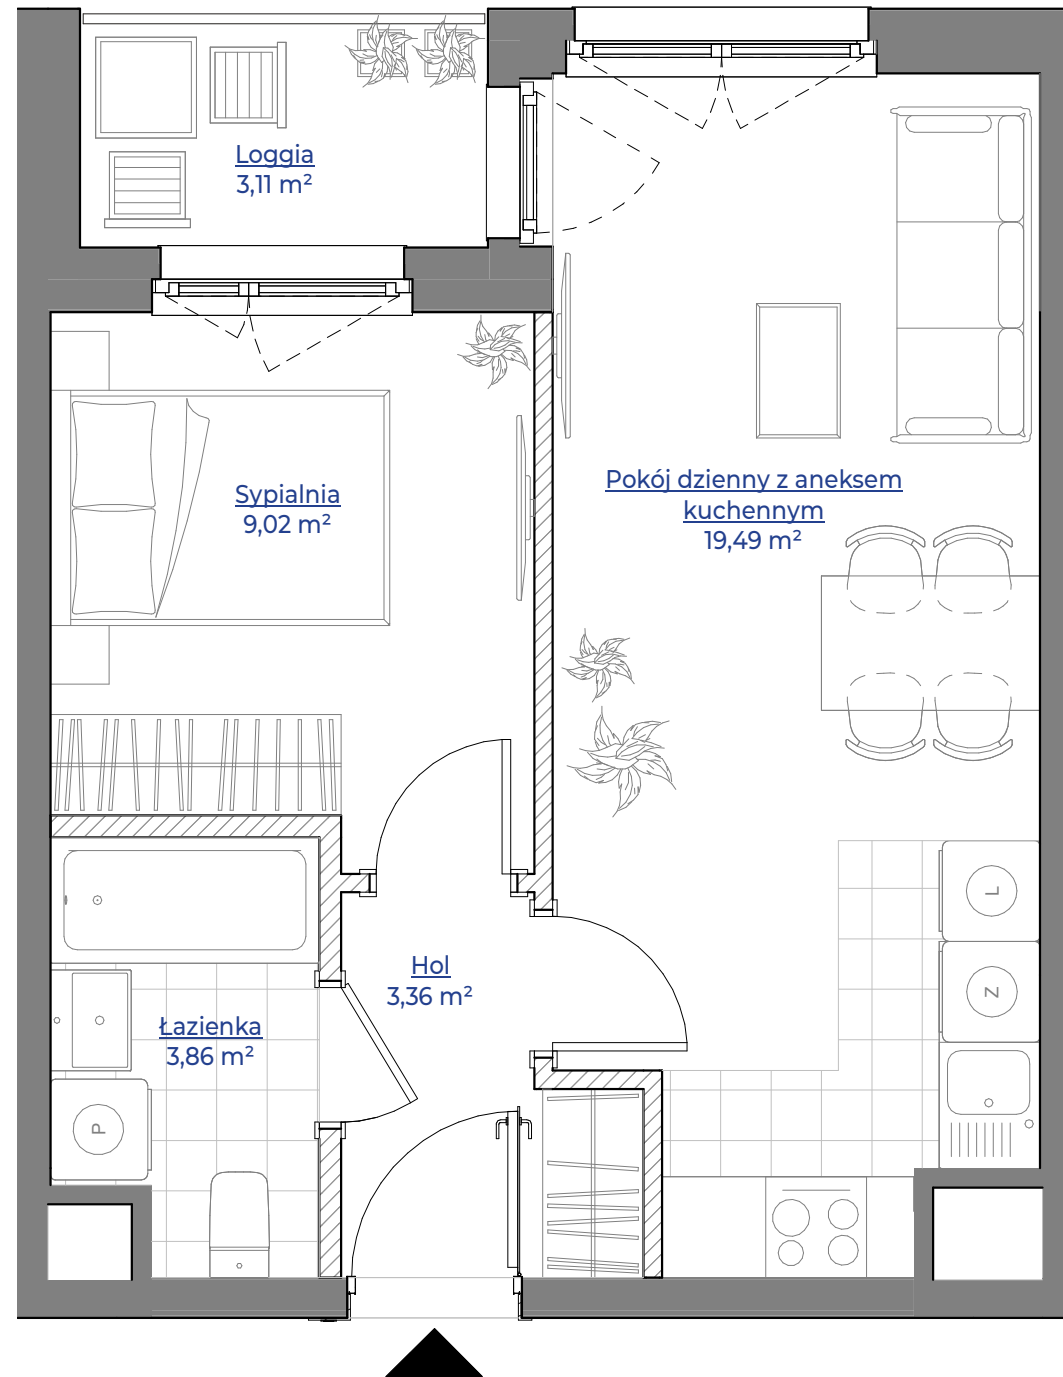 Loggia
3,11 m²
Sypialnia
9,02 m²
Pokój dzienny z aneksem
kuchennym
19,49 m²
Hol
3,36 m²
Łazienka
3,86 m²
L
Z
P